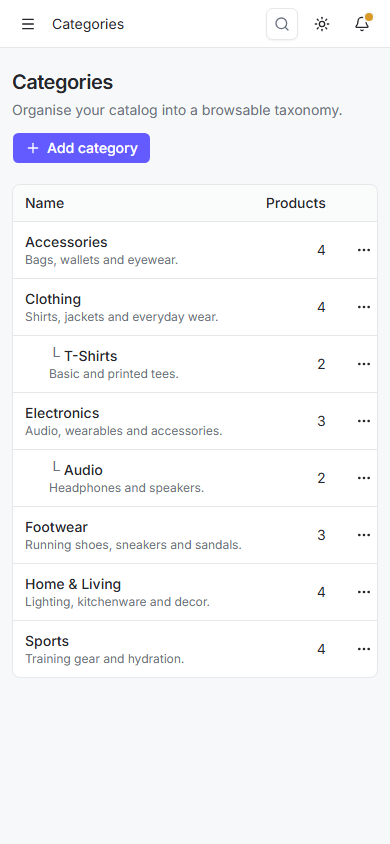 Categories
Categories
Organise your catalog into a browsable taxonomy.
Add category
Name Products
Accessories 4
Bags, wallets and eyewear.
Clothing 4
Shirts, jackets and everyday wear.
└ T-Shirts 2
Basic and printed tees.
Electronics 3
Audio, wearables and accessories.
└ Audio 2
Headphones and speakers.
Footwear 3
Running shoes, sneakers and sandals.
Home & Living 4
Lighting, kitchenware and decor.
Sports 4
Training gear and hydration.